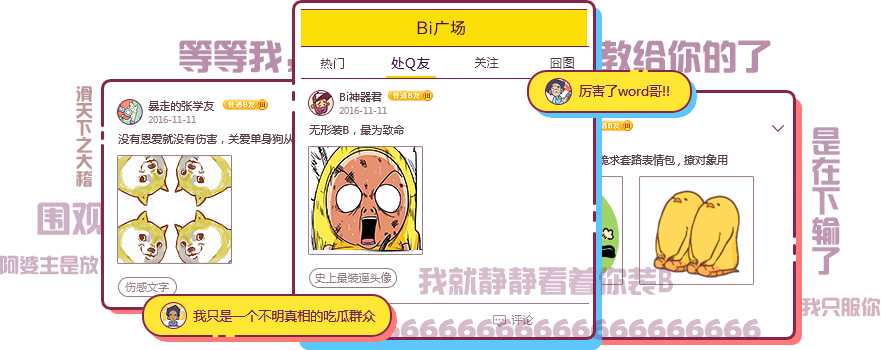 等等我
教给你的了
滑天下之大稽
围观
阿婆主是放
Bi广场
热门
处Q友
关注
囧图
暴走的张学友
普通B友
2016-11-11
没有恩爱就没有伤害，关爱单身狗从
伤感文字
Bi神器君
普通B友
2016-11-11
无形装B，最为致命
史上最装逼头像
评论
厉害了word哥!!
B友
求套路表情包，撩对象用
是在下输了
我就静静看着你装B
我只是一个不明真相的吃瓜群众
66666666666666666666
我只服你